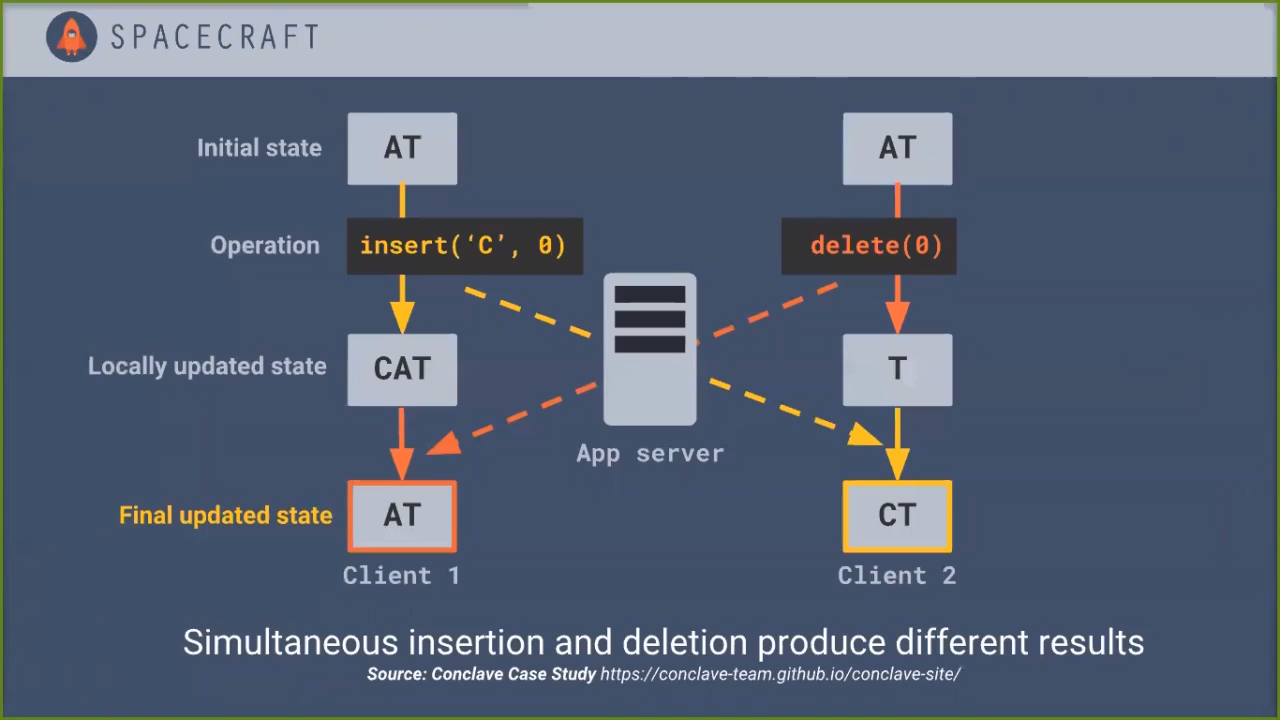 SPACECRAFT
Initial state
AT
AT
Operation
insert(‘C’, 0)
delete(0)
Locally updated state
CAT
T
App server
Final updated state
AT
CT
Client 1
Client 2
Simultaneous insertion and deletion produce different results
Source: Conclave Case Study https://conclave-team.github.io/conclave-site/